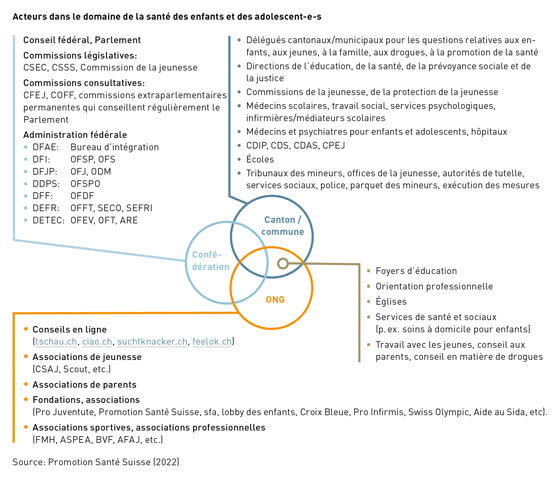 Acteurs dans le domaine de la santé des enfants et des adolescent-e-s
Conseil fédéral, Parlement
Commissions législatives:
CSEC, CSSS, Commission de la jeunesse
Commissions consultatives:
CFEJ, COFF, commissions extraparlementaires
permanentes qui conseillent régulièrement le
Parlement
Administration fédérale
• DFAE: Bureau d'intégration
• DFI: OFSP, OFS
• DFJP: OFJ, ODM
• DDPS: OFSPO
• DFF: OFDF
• DEFR: OFFT, SECO, SEFRI
• DETEC: OFEV, OFT, ARE
• Délégués cantonaux/municipaux pour les questions relatives aux en-
fants, aux jeunes, à la famille, aux drogues, à la promotion de la santé
• Directions de l'éducation, de la santé, de la prévoyance sociale et de
la justice
• Commissions de la jeunesse, de la protection de la jeunesse
• Médecins scolaires, travail social, services psychologiques,
infirmières/médiateurs scolaires
• Médecins et psychiatres pour enfants et adolescents, hôpitaux
• CDIP, CDS, CDAS, CPEJ
• Écoles
• Tribunaux des mineurs, offices de la jeunesse, autorités de tutelle,
services sociaux, police, parquet des mineurs, exécution des mesures
Canton /
commune
Confé-
dération
ONG
• Foyers d'éducation
• Orientation professionnelle
• Églises
• Services de santé et sociaux
(p. ex. soins à domicile pour enfants)
• Travail avec les jeunes, conseil aux
parents, conseil en matière de drogues
• Conseils en ligne
(tschau.ch, ciao.ch, suchtknacker.ch, feelok.ch)
• Associations de jeunesse
(CSAJ, Scout, etc.)
• Associations de parents
• Fondations, associations
(Pro Juventute, Promotion Santé Suisse, sfa, lobby des enfants, Croix Bleue, Pro Infirmis, Swiss Olympic, Aide au Sida, etc).
• Associations sportives, associations professionnelles
(FMH, ASPEA, BVF, AFAJ, etc.)
Source: Promotion Santé Suisse (2022)